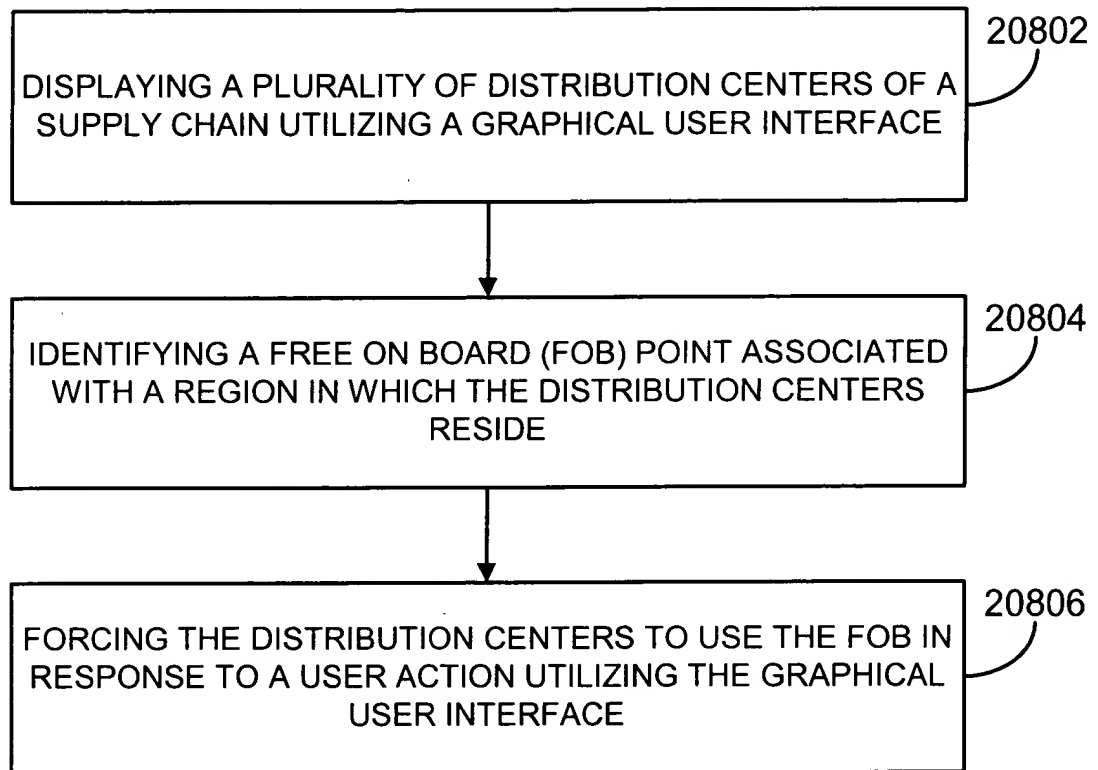 20802
DISPLAYING A PLURALITY OF DISTRIBUTION CENTERS OF A
SUPPLY CHAIN UTILIZING A GRAPHICAL USER INTERFACE
20804
IDENTIFYING A FREE ON BOARD (FOB) POINT ASSOCIATED
WITH A REGION IN WHICH THE DISTRIBUTION CENTERS
RESIDE
20806
FORCING THE DISTRIBUTION CENTERS TO USE THE FOB IN
RESPONSE TO A USER ACTION UTILIZING THE GRAPHICAL
USER INTERFACE